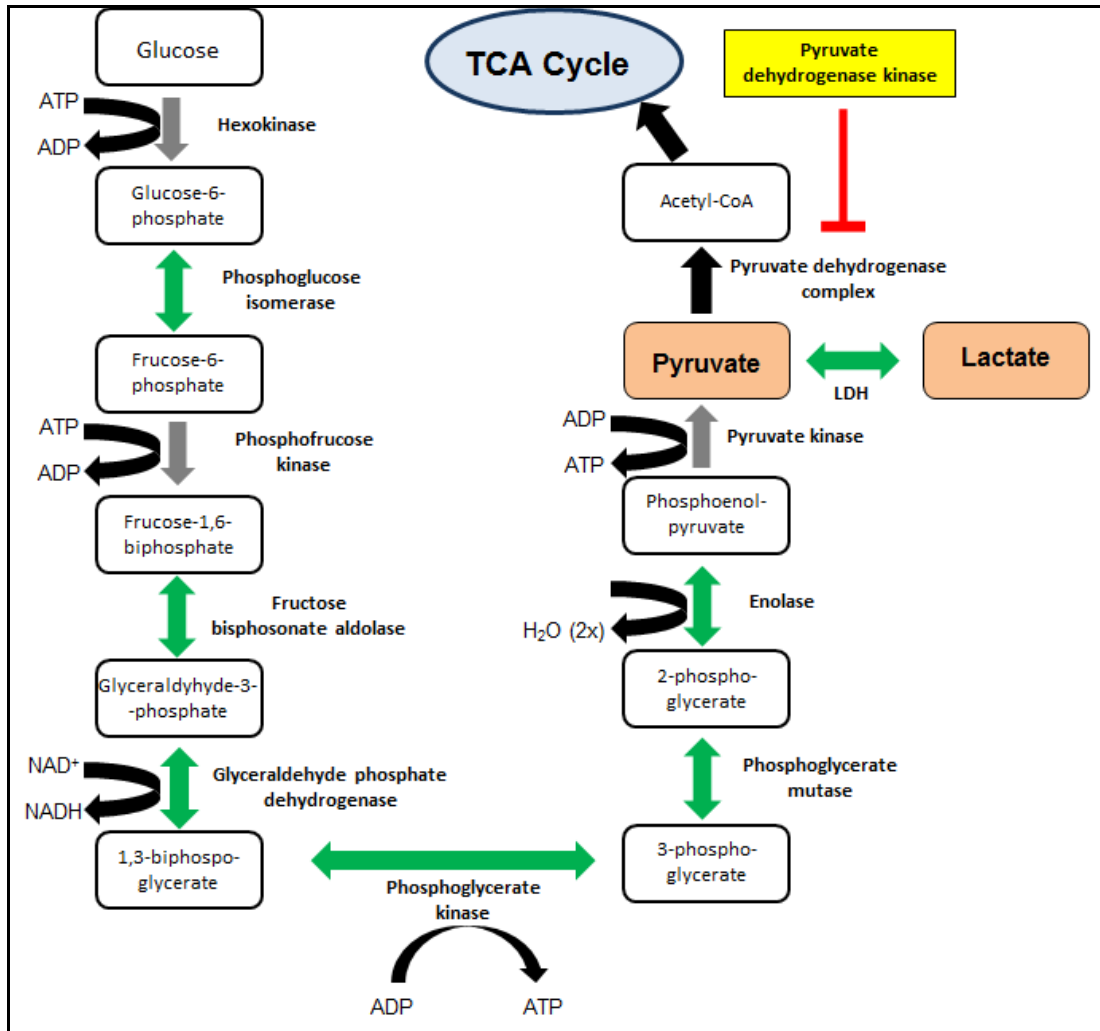 Glucose
ATP
ADP
Hexokinase
Glucose-6-
phosphate
Phosphoglucose
isomerase
Frucose-6-
phosphate
ATP
ADP
Phosphofrucose
kinase
Frucose-1,6-
biphosphate
Fructose
bisphosonate aldolase
Glyceraldyhyde-3-
-phosphate
NAD⁺
NADH
Glyceraldehyde phosphate
dehydrogenase
1,3-biphospo-
glycerate
Phosphoglycerate
kinase
ADP
ATP
3-phospho-
glycerate
Phosphoglycerate
mutase
2-phospho-
glycerate
H₂O (2x)
Enolase
Phosphoenol-
pyruvate
ADP
ATP
Pyruvate kinase
Pyruvate
LDH
Lactate
Pyruvate dehydrogenase
complex
Acetyl-CoA
TCA Cycle
Pyruvate
dehydrogenase kinase